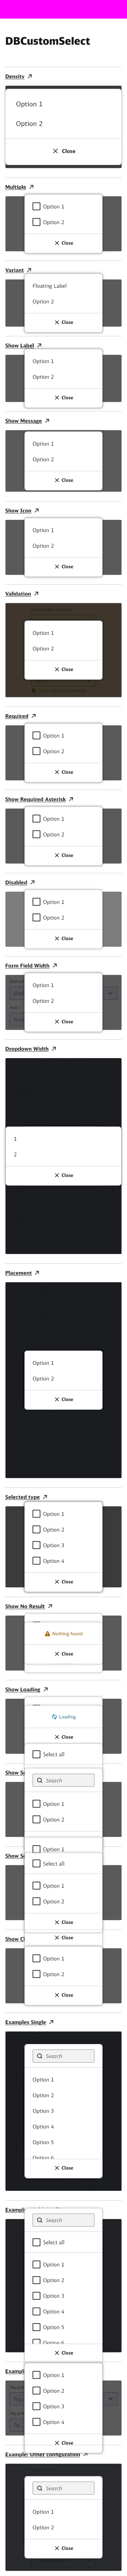 DBCustomSelect
Density
Option 1
Option 2
Close
Multiple
Option 1
Option 2
Close
Variant
Floating Label
Option 2
Close
Show Label
Option 1
Option 2
Close
Show Message
Option 1
Option 2
Close
Show Icon
Option 1
Option 2
Close
Validation
Option 1
Option 2
Close
Required
Option 1
Option 2
Close
Show Required Asterisk
Option 1
Option 2
Close
Disabled
Option 1
Option 2
Close
Form Field Width
Option 1
Option 2
Close
Dropdown Width
1
2
Close
Placement
Option 1
Option 2
Close
Selected type
Option 1
Option 2
Option 3
Option 4
Close
Show No Result
Nothing found
Close
Show Loading
Loading
Close
Select all
Search
Option 1
Option 2
Option 1
Select all
Option 1
Option 2
Close
Option 1
Option 2
Close
Examples Single
Close
Search
Option 1
Option 2
Option 3
Option 4
Option 5
Option 6
Close
Search
Select all
Option 1
Option 2
Option 3
Option 4
Option 5
Option 6
Close
Option 1
Option 2
Option 3
Option 4
Close
Example: Other configuration
Search
Option 1
Option 2
Close